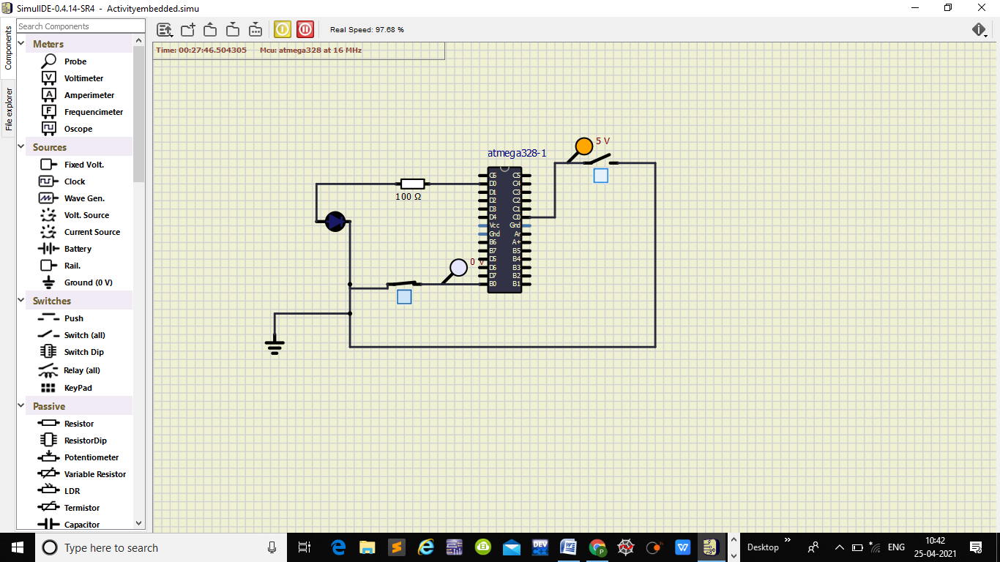 SimulIDE-0.4.14-SR4 - Activityembedded.simu
Components
File explorer
Search Components
Real Speed: 97.68 %
Time: 00:27:46.504305 Mcu: atmega328 at 16 MHz
Meters
Probe
Voltimeter
Amperimeter
Frequencimeter
Oscope
Sources
Fixed Volt.
Clock
Wave Gen.
Volt. Source
Current Source
Battery
Rail.
Ground (0 V)
Switches
Push
Switch (all)
Switch Dip
Relay (all)
KeyPad
Passive
Resistor
ResistorDip
Potentiometer
Variable Resistor
LDR
Termistor
Capacitor
5 V
atmega328-1
100 Ω
0 V
C6 C5
D0 C4
D1 C3
D2 C2
D3 C1
D4 C0
Vcc Gnd
Gnd Ar
B6 A+
B7 B5
D5 B4
D6 B3
D7 B2
B0 B1
Type here to search
DEV
Desktop
ENG
10:42
25-04-2021